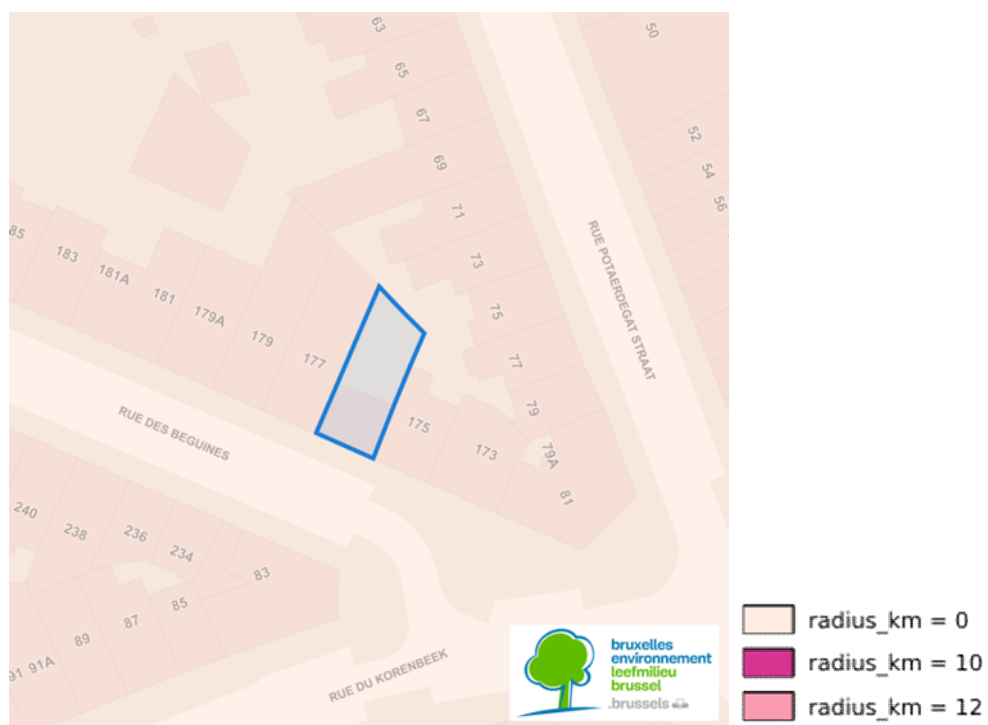 63
65
67
69
71
73
75
77
79
79A
81
50
52
54
56
RUE POTAERDEGAT STRAAT
85
183
181A
181
179A
179
177
175
173
RUE DES BEGUINES
240
238
236
234
83
85
87
89
91A
91
RUE DU KORENBEEK
bruxelles
environnement
leefmilieu
brussel
.brussels
radius_km = 0
radius_km = 10
radius_km = 12